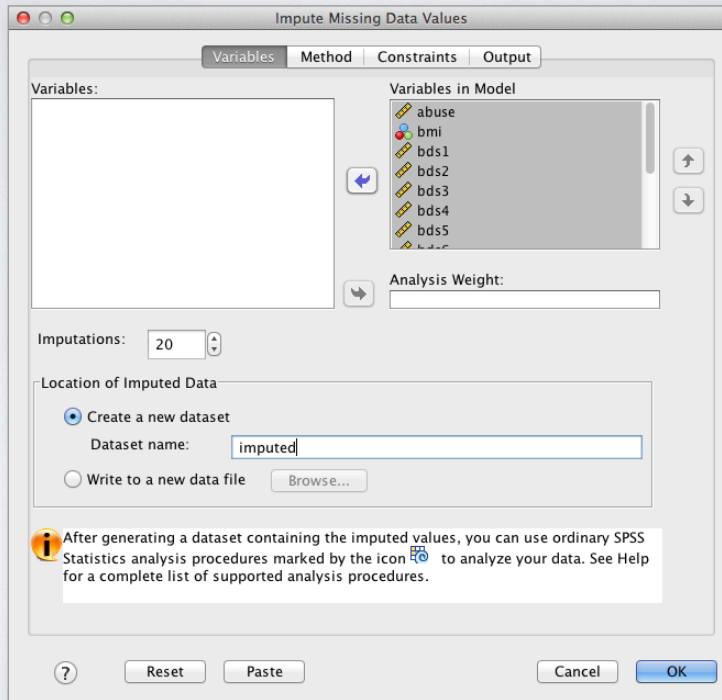 Impute Missing Data Values
Variables Method Constraints Output
Variables:
Variables in Model
abuse
bmi
bds1
bds2
bds3
bds4
bds5
Analysis Weight:
Imputations: 20
Location of Imputed Data
Create a new dataset
Dataset name: imputed
Write to a new data file Browse...
After generating a dataset containing the imputed values, you can use ordinary SPSS
Statistics analysis procedures marked by the icon to analyze your data. See Help
for a complete list of supported analysis procedures.
? Reset Paste Cancel OK